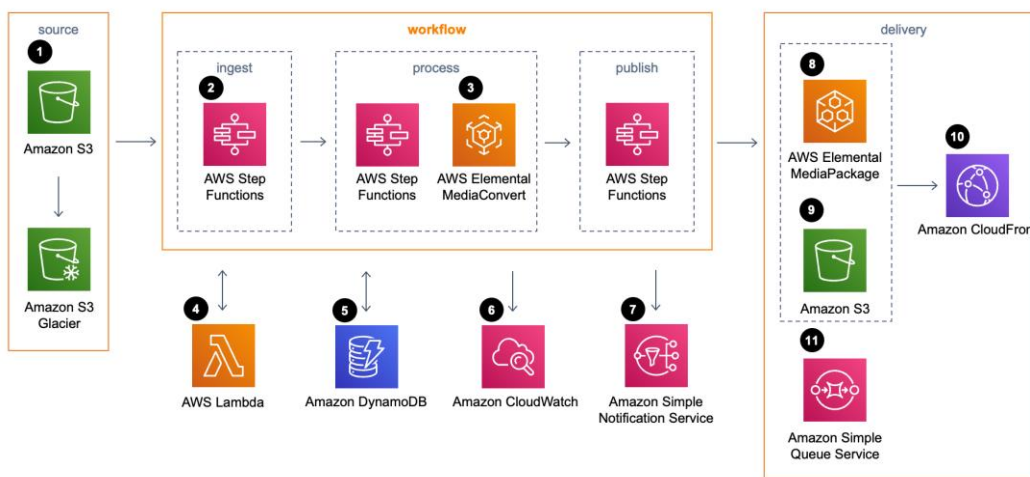 source
1
Amazon S3
Amazon S3
Glacier
workflow
ingest
2
AWS Step
Functions
process
AWS Step
Functions
3
AWS Elemental
MediaConvert
publish
AWS Step
Functions
4
AWS Lambda
5
Amazon DynamoDB
6
Amazon CloudWatch
7
Amazon Simple
Notification Service
delivery
8
AWS Elemental
MediaPackage
9
Amazon S3
10
Amazon CloudFron
11
Amazon Simple
Queue Service